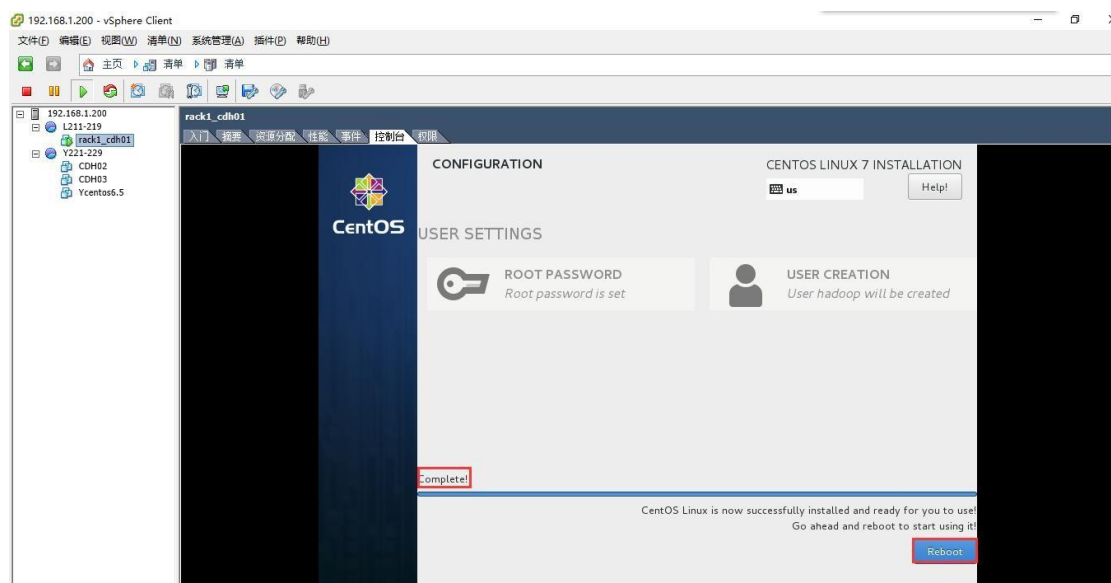 192.168.1.200 - vSphere Client
文件(F) 编辑(E) 视图(W) 清单(N) 系统管理(A) 插件(P) 帮助(H)
主页 清单 清单
192.168.1.200
L211-219
rack1_cdh01
Y221-229
CDH02
CDH03
Ycentos6.5
rack1_cdh01
入门 摘要 资源分配 性能 事件 控制台 权限
CentOS
CONFIGURATION
CENTOS LINUX 7 INSTALLATION
us
Help!
USER SETTINGS
ROOT PASSWORD
Root password is set
USER CREATION
User hadoop will be created
Complete!
CentOS Linux is now successfully installed and ready for you to use!
Go ahead and reboot to start using it!
Reboot